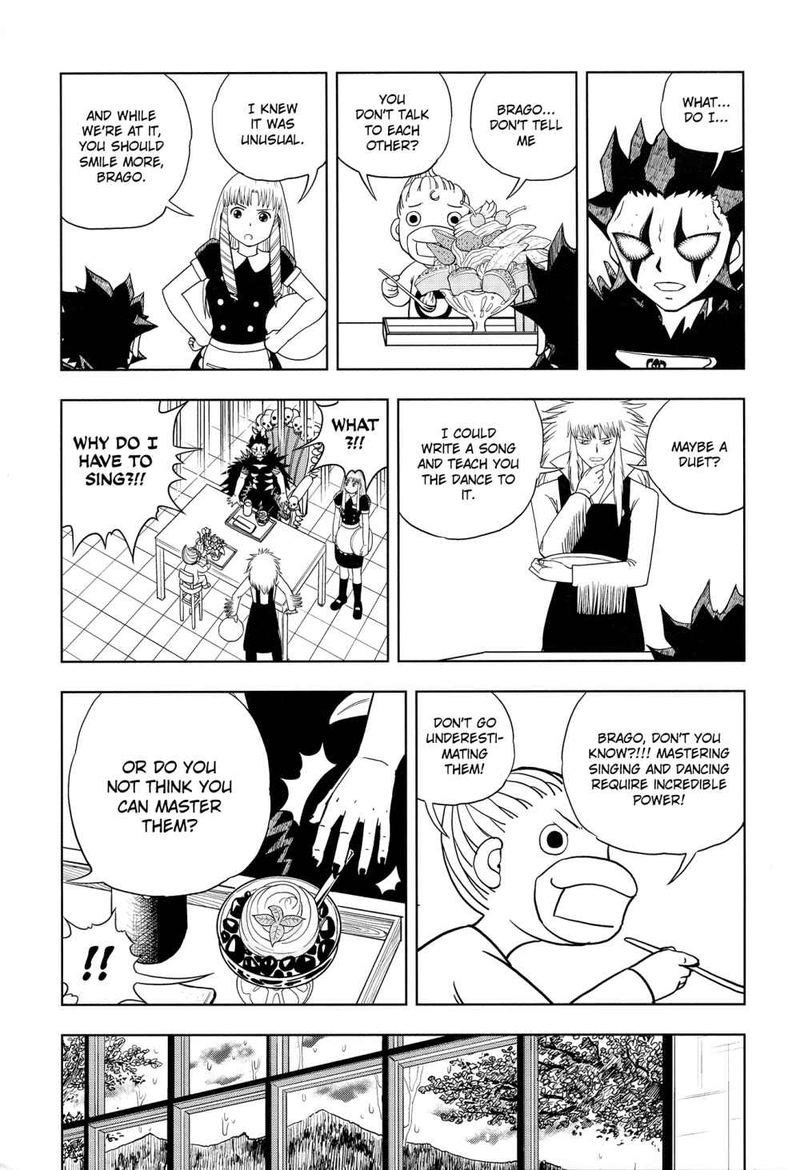 WHAT...
DO I...
BRAGO...
DON'T TELL
ME
YOU
DON'T TALK
TO EACH
OTHER?
I KNEW
IT WAS
UNUSUAL.
AND WHILE
WE'RE AT IT,
YOU SHOULD
SMILE MORE,
BRAGO.
MAYBE A
DUET?
I COULD
WRITE A SONG
AND TEACH YOU
THE DANCE TO
IT.
WHAT
?!!
WHY DO I
HAVE TO
SING?!!
BRAGO, DON'T YOU
KNOW?!!! MASTERING
SINGING AND DANCING
REQUIRE INCREDIBLE
POWER!
DON'T GO
UNDERESTI-
MATING
THEM!
OR DO YOU
NOT THINK YOU
CAN MASTER
THEM?
!!